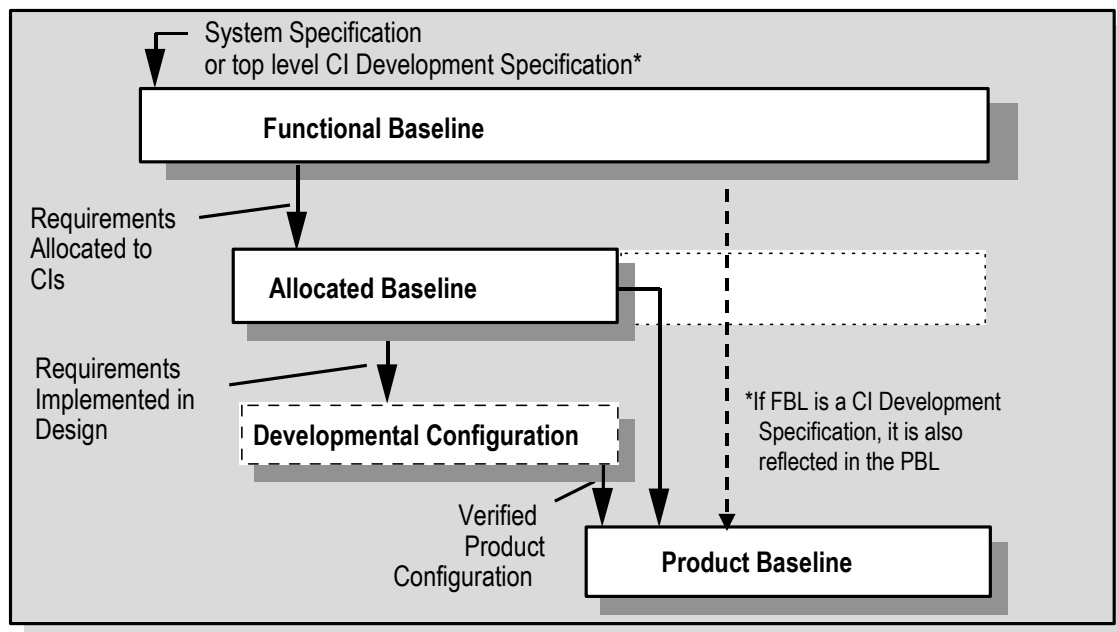 System Specification
or top level CI Development Specification*
Functional Baseline
Requirements
Allocated to
CIs
Allocated Baseline
Requirements
Implemented in
Design
Developmental Configuration
*If FBL is a CI Development
Specification, it is also
reflected in the PBL
Verified
Product
Configuration
Product Baseline